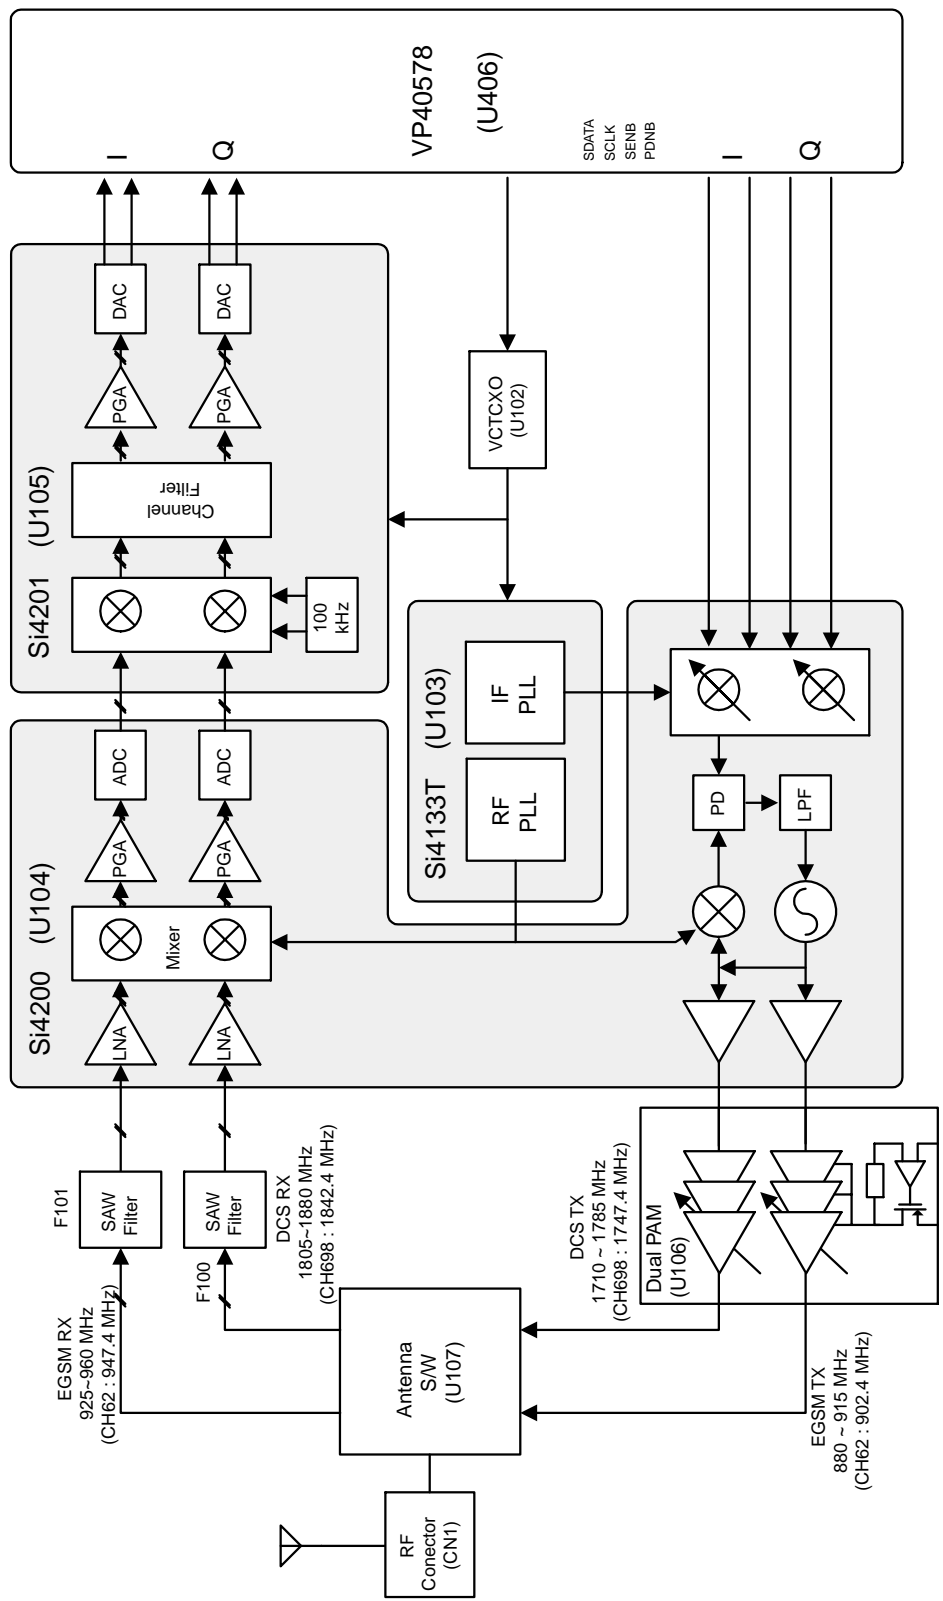 EGSM RX
925~960 MHz
(CH62 : 947.4 MHz)
F101
SAW
Filter
SAW
Filter
F100
DCS RX
1805~1880 MHz
(CH698 : 1842.4 MHz)
Si4200 (U104)
LNA
LNA
Mixer
PGA
PGA
ADC
ADC
Si4201 (U105)
100
kHz
Channel
Filter
PGA
PGA
DAC
DAC
I
Q
VP40578
(U406)
SDATA
SCLK
SENB
PDNB
I
Q
VCTCXO
(U102)
Si4133T (U103)
RF
PLL
IF
PLL
PD
LPF
RF
Conector
(CN1)
Antenna
S/W
(U107)
DCS TX
1710 ~ 1785 MHz
(CH698 : 1747.4 MHz)
Dual PAM
(U106)
EGSM TX
880 ~ 915 MHz
(CH62 : 902.4 MHz)